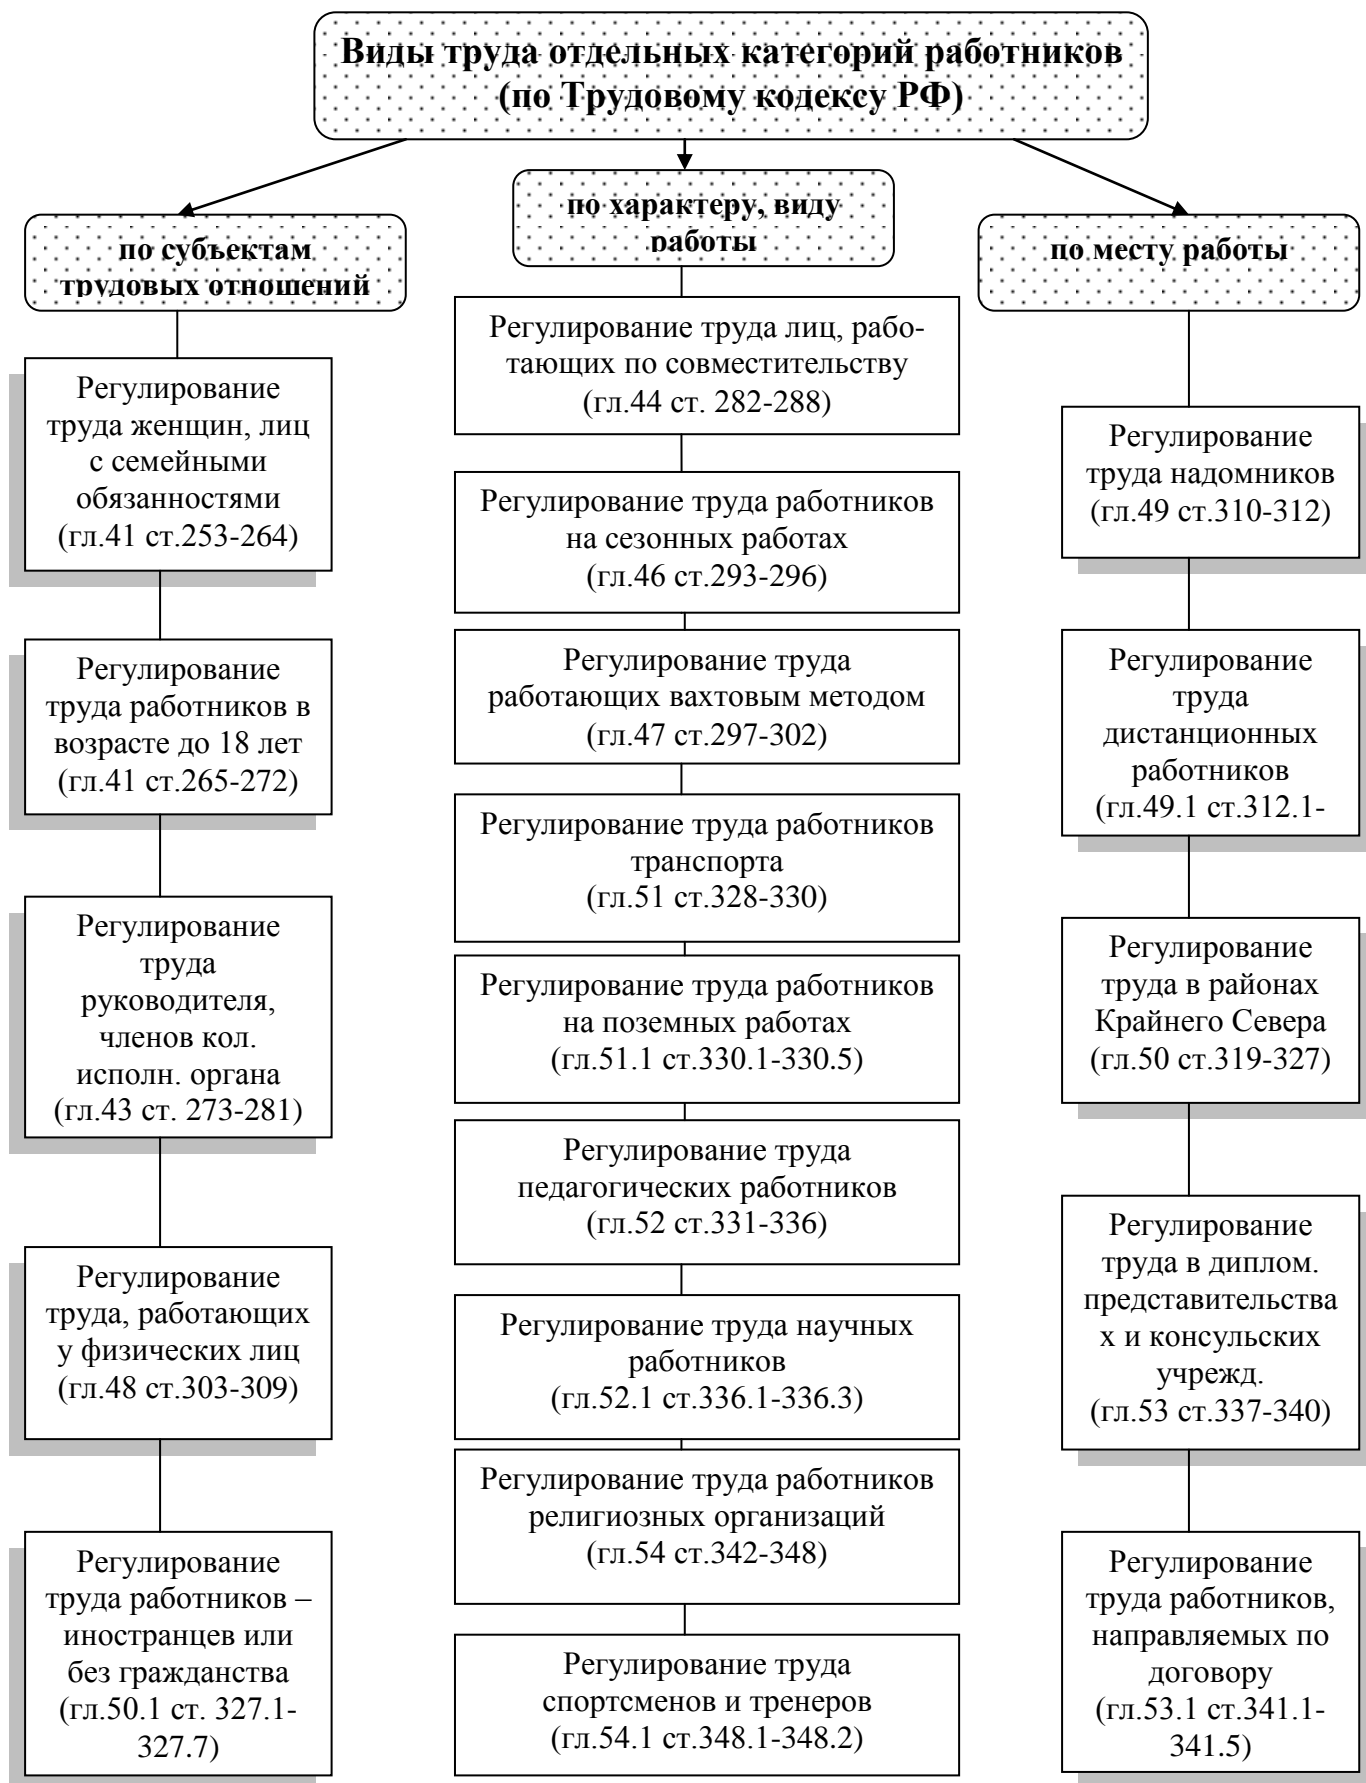 Виды труда отдельных категорий работников
(по Трудовому кодексу РФ)
по субъектам
трудовых отношений
Регулирование
труда женщин, лиц
с семейными
обязанностями
(гл.41 ст.253-264)
Регулирование
труда работников в
возрасте до 18 лет
(гл.41 ст.265-272)
Регулирование
труда
руководителя,
членов кол.
исполн. органа
(гл.43 ст. 273-281)
Регулирование
труда, работающих
у физических лиц
(гл.48 ст.303-309)
Регулирование
труда работников –
иностранцев или
без гражданства
(гл.50.1 ст. 327.1-
327.7)
по характеру, виду
работы
Регулирование труда лиц, рабо-
тающих по совместительству
(гл.44 ст. 282-288)
Регулирование труда работников
на сезонных работах
(гл.46 ст.293-296)
Регулирование труда
работающих вахтовым методом
(гл.47 ст.297-302)
Регулирование труда работников
транспорта
(гл.51 ст.328-330)
Регулирование труда работников
на поземных работах
(гл.51.1 ст.330.1-330.5)
Регулирование труда
педагогических работников
(гл.52 ст.331-336)
Регулирование труда научных
работников
(гл.52.1 ст.336.1-336.3)
Регулирование труда работников
религиозных организаций
(гл.54 ст.342-348)
Регулирование труда
спортсменов и тренеров
(гл.54.1 ст.348.1-348.2)
по месту работы
Регулирование
труда надомников
(гл.49 ст.310-312)
Регулирование
труда
дистанционных
работников
(гл.49.1 ст.312.1-
Регулирование
труда в районах
Крайнего Севера
(гл.50 ст.319-327)
Регулирование
труда в диплом.
представительства
х и консульских
учрежд.
(гл.53 ст.337-340)
Регулирование
труда работников,
направляемых по
договору
(гл.53.1 ст.341.1-
341.5)